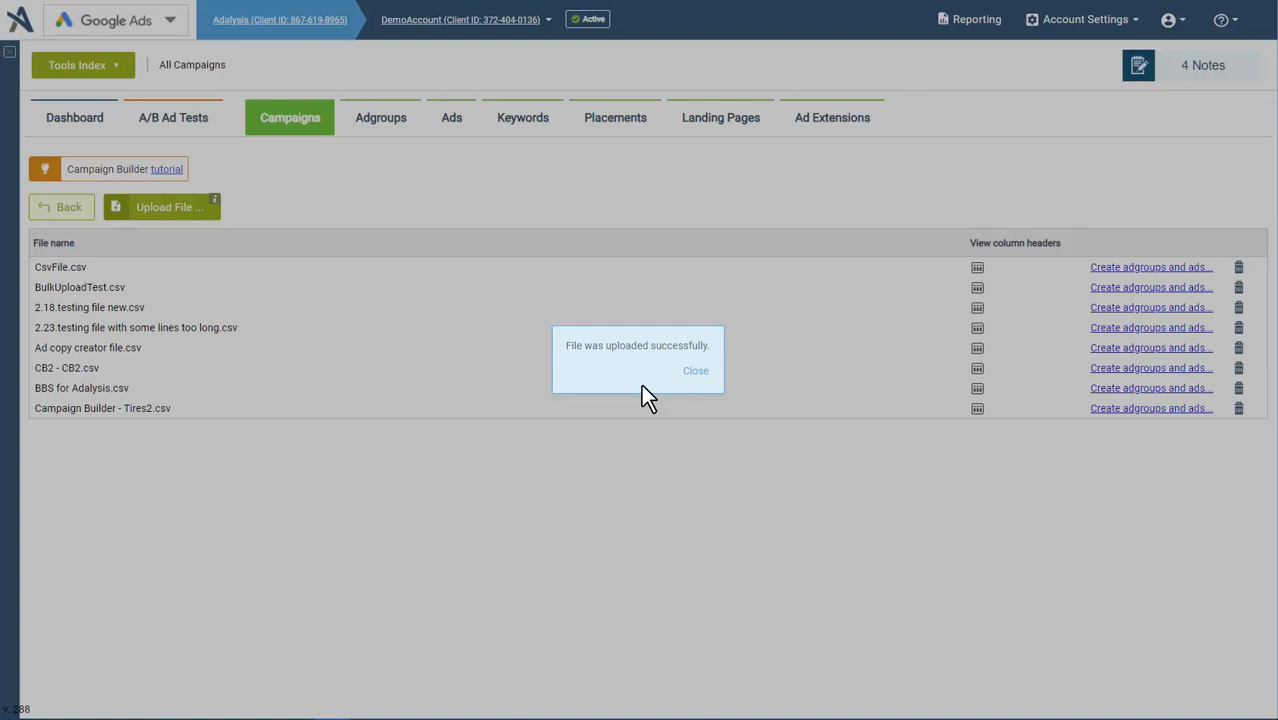 Google Ads
Adalysis (Client ID: 867-619-8965)
DemoAccount (Client ID: 372-404-0136)
Active
Reporting
Account Settings
Tools Index
All Campaigns
4 Notes
Dashboard
A/B Ad Tests
Campaigns
Adgroups
Ads
Keywords
Placements
Landing Pages
Ad Extensions
Campaign Builder tutorial
Back
Upload File ...
File name
View column headers
CsvFile.csv
Create adgroups and ads...
BulkUploadTest.csv
Create adgroups and ads...
2.18.testing file new.csv
Create adgroups and ads...
2.23.testing file with some lines too long.csv
Create adgroups and ads...
Ad copy creator file.csv
Create adgroups and ads...
CB2 - CB2.csv
Create adgroups and ads...
BBS for Adalysis.csv
Create adgroups and ads...
Campaign Builder - Tires2.csv
Create adgroups and ads...
File was uploaded successfully.
Close
v. 288